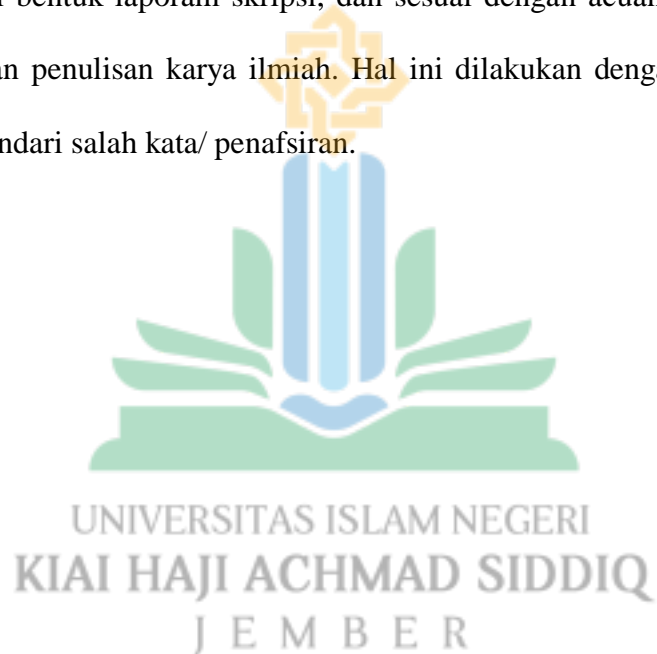 bentuk laporam skripsi, dan sesuai dengan acuan
an penulisan karya ilmiah. Hal ini dilakukan denga
ndari salah kata/ penafsiran.
UNIVERSITAS ISLAM NEGERI
KIAI HAJI ACHMAD SIDDIQ
J E M B E R